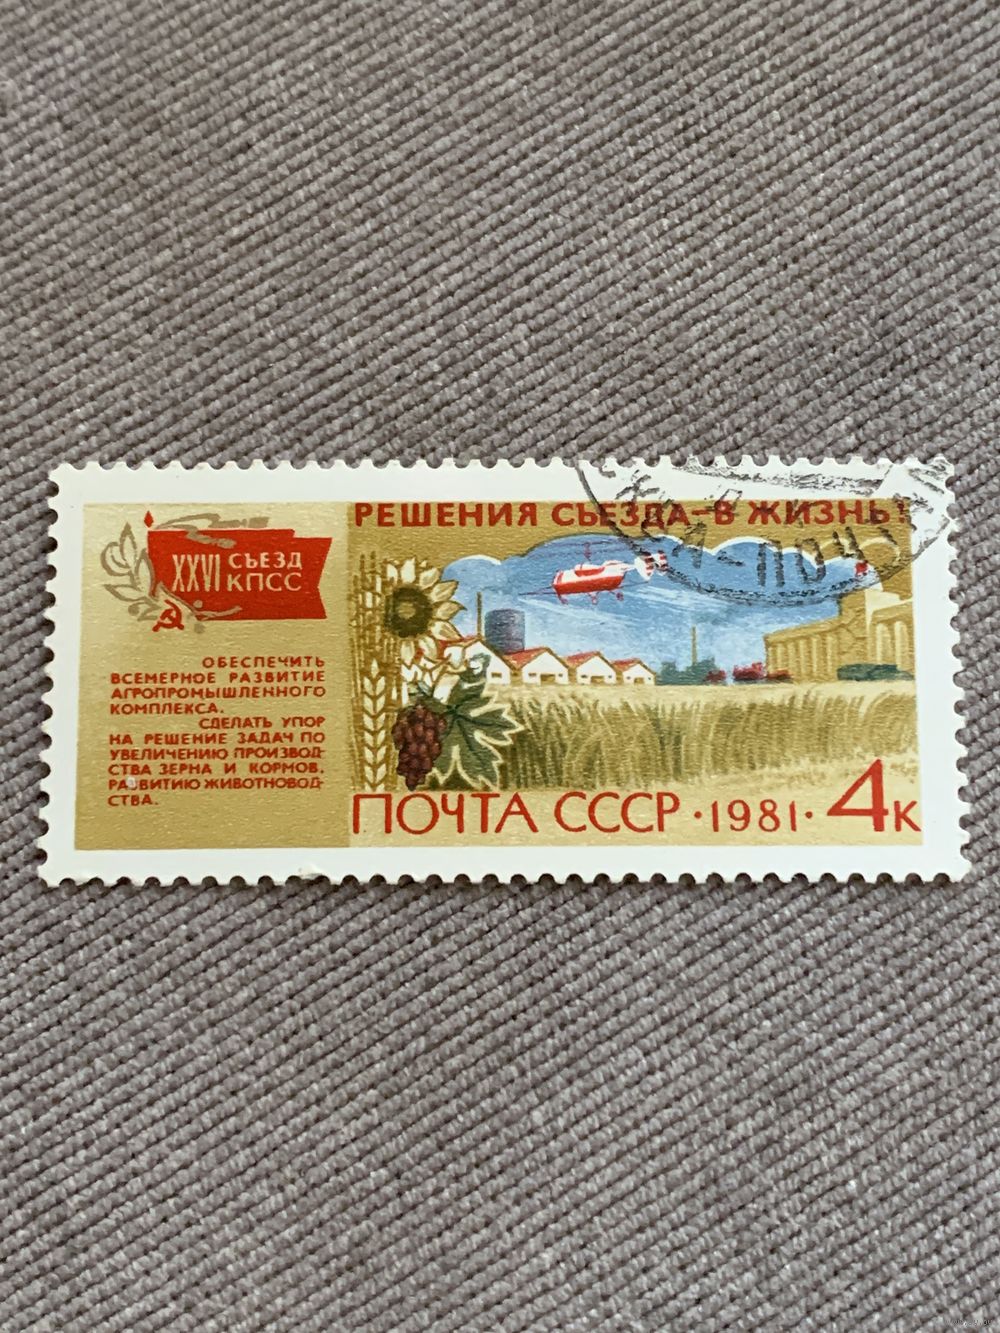 РЕШЕНИЯ СЪЕЗДА-В ЖИЗНЬ!
XXVI СЪЕЗД
КПСС
ОБЕСПЕЧИТЬ
ВСЕМЕРНОЕ РАЗВИТИЕ
АГРОПРОМЫШЛЕННОГО
КОМПЛЕКСА.
СДЕЛАТЬ УПОР
НА РЕШЕНИЕ ЗАДАЧ ПО
УВЕЛИЧЕНИЮ ПРОИЗВОД-
СТВА ЗЕРНА И КОРМОВ,
РАЗВИТИЮ ЖИВОТНОВОД-
СТВА.
ПОЧТА СССР·1981·4к